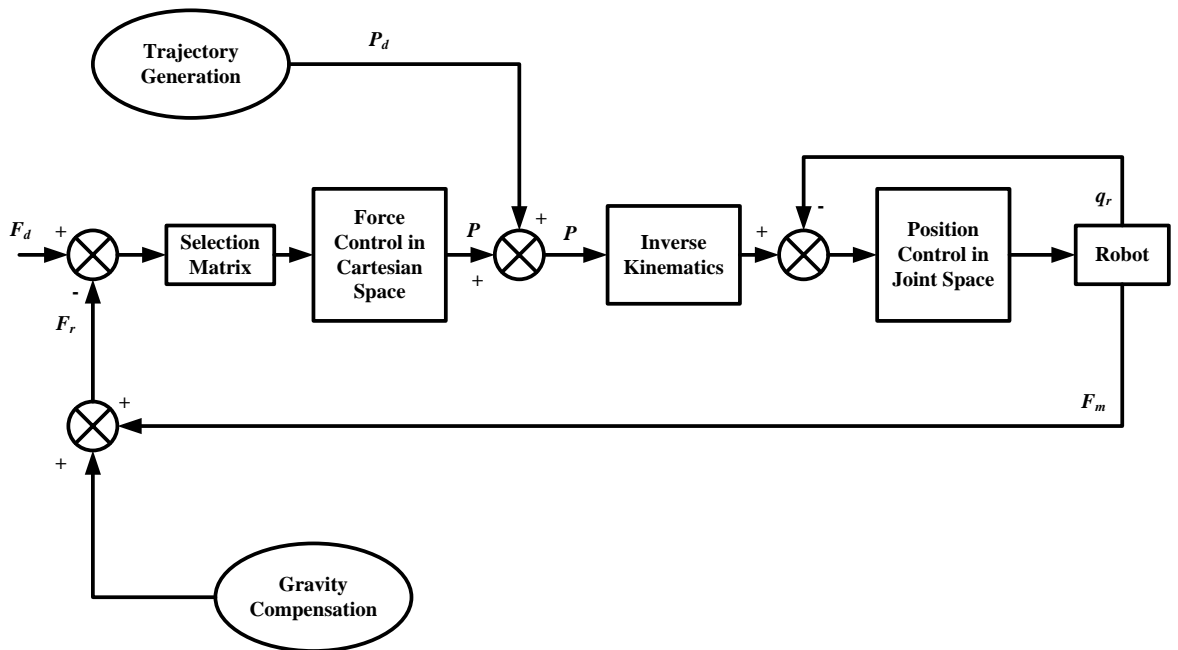 Trajectory
Generation
P_d
F_d
+
-
F_r
Selection
Matrix
Force
Control in
Cartesian
Space
P
+
+
P
Inverse
Kinematics
+
-
Position
Control in
Joint Space
q_r
Robot
F_m
+
+
Gravity
Compensation